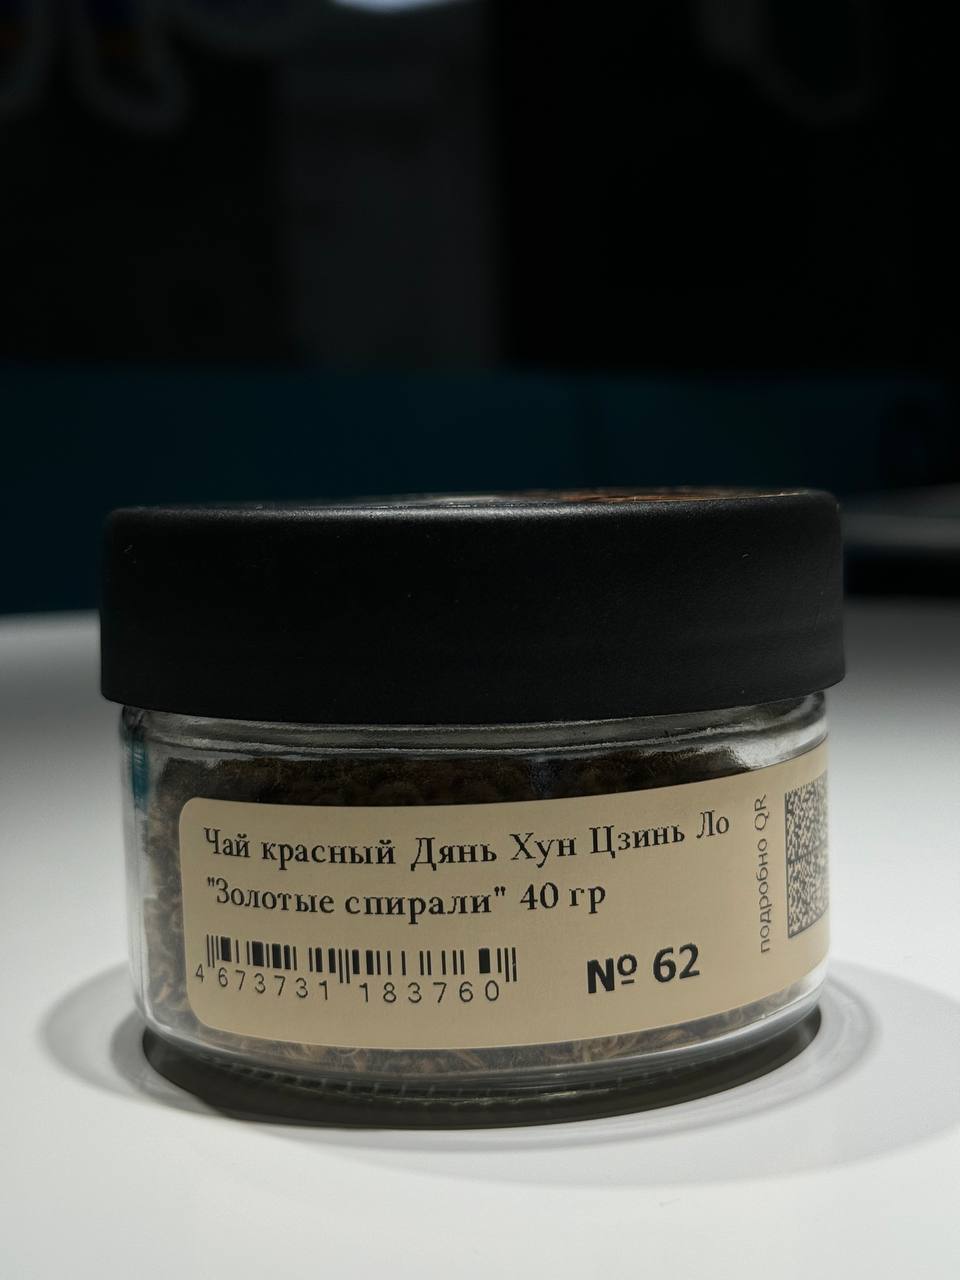 Чай красный Дянь Хун Цзинь Ло
"Золотые спирали" 40 гр
4 673731 183760
№ 62
подробно QR